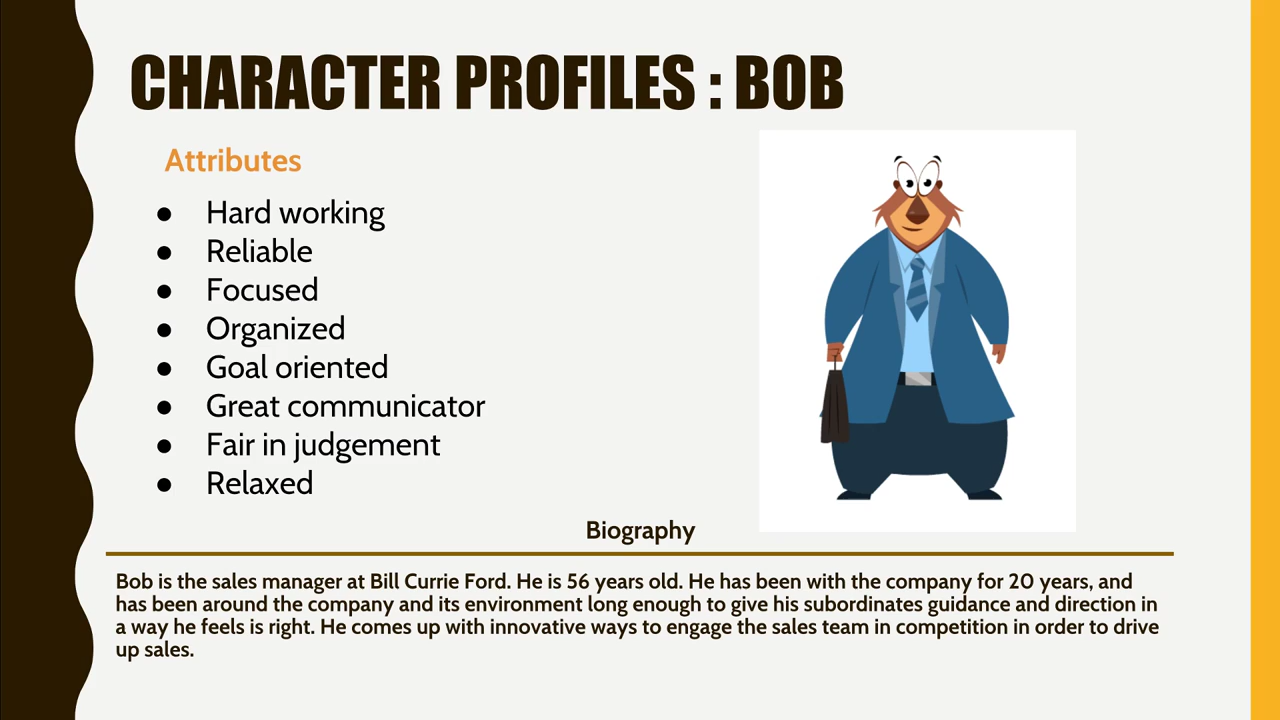 CHARACTER PROFILES : BOB
Attributes
● Hard working
● Reliable
● Focused
● Organized
● Goal oriented
● Great communicator
● Fair in judgement
● Relaxed
Biography
Bob is the sales manager at Bill Currie Ford. He is 56 years old. He has been with the company for 20 years, and
has been around the company and its environment long enough to give his subordinates guidance and direction in
a way he feels is right. He comes up with innovative ways to engage the sales team in competition in order to drive
up sales.